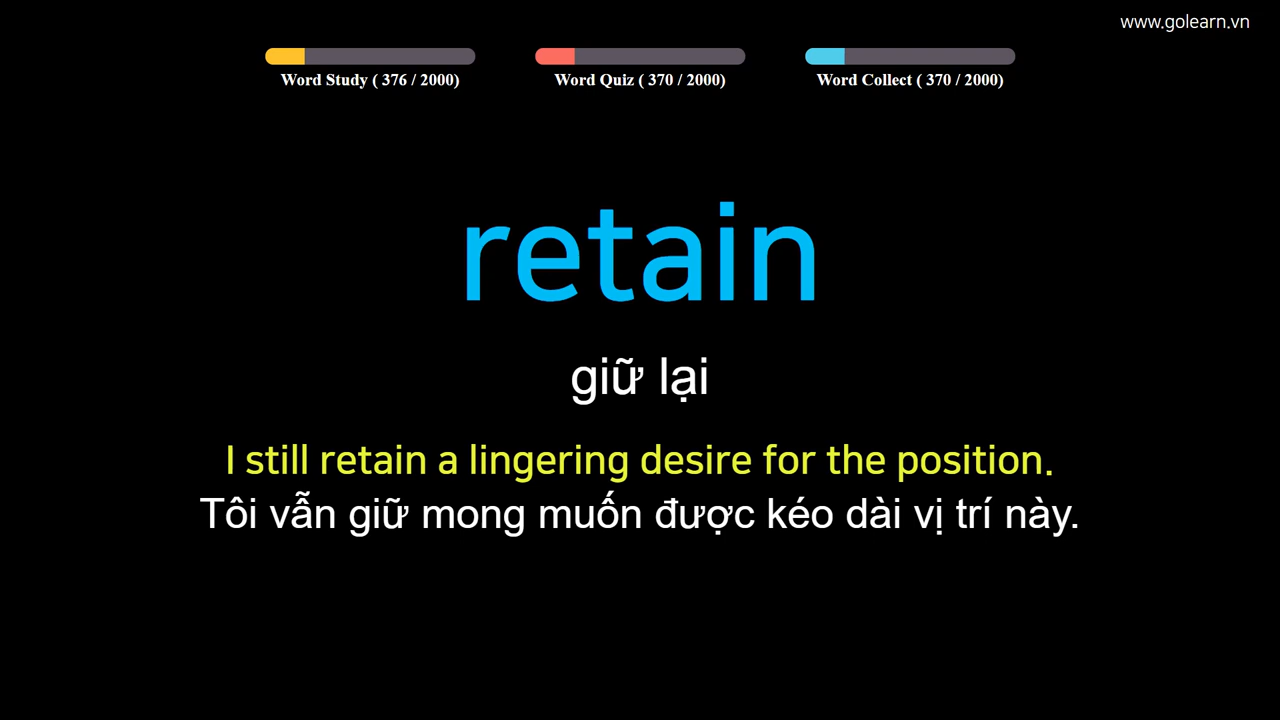 www.golearn.vn
Word Study ( 376 / 2000)
Word Quiz ( 370 / 2000)
Word Collect ( 370 / 2000)
retain
giữ lại
I still retain a lingering desire for the position.
Tôi vẫn giữ mong muốn được kéo dài vị trí này.